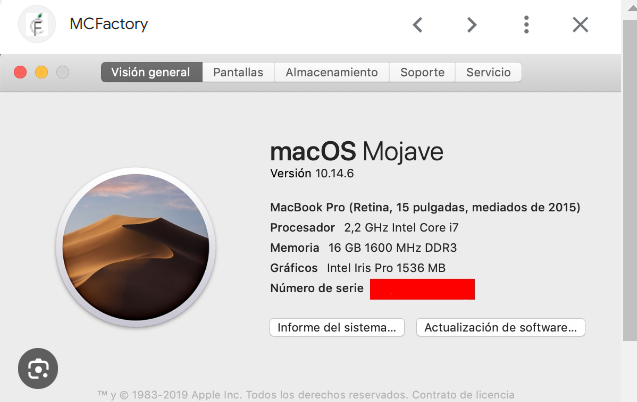 MCFactory
Visión general Pantallas Almacenamiento Soporte Servicio
macOS Mojave
Versión 10.14.6
MacBook Pro (Retina, 15 pulgadas, mediados de 2015)
Procesador 2,2 GHz Intel Core i7
Memoria 16 GB 1600 MHz DDR3
Gráficos Intel Iris Pro 1536 MB
Número de serie
Informe del sistema... Actualización de software...
™ y © 1983-2019 Apple Inc. Todos los derechos reservados. Contrato de licencia